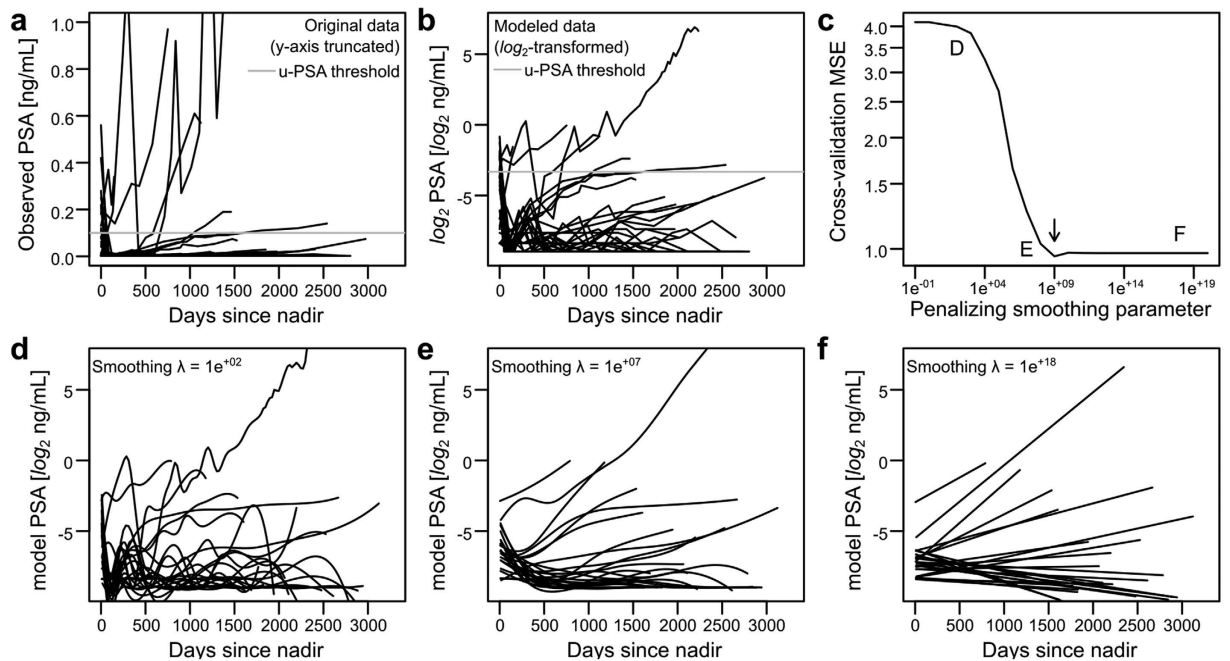 a
Original data
(y-axis truncated)
u-PSA threshold
Observed PSA [ng/mL]
1.0
0.8
0.6
0.4
0.2
0.0
0 500 1000 1500 2000 2500 3000
Days since nadir
b
Modeled data
(log2-transformed)
u-PSA threshold
log2 PSA [log2 ng/mL]
5
0
-5
0 500 1000 1500 2000 2500 3000
Days since nadir
c
Cross-validation MSE
4.0
3.5
3.0
2.5
2.0
1.5
1.0
D
E
F
1e-01 1e+04 1e+09 1e+14 1e+19
Penalizing smoothing parameter
d
Smoothing λ = 1e+02
model PSA [log2 ng/mL]
5
0
-5
0 500 1000 1500 2000 2500 3000
Days since nadir
e
Smoothing λ = 1e+07
model PSA [log2 ng/mL]
5
0
-5
0 500 1000 1500 2000 2500 3000
Days since nadir
f
Smoothing λ = 1e+18
model PSA [log2 ng/mL]
5
0
-5
0 500 1000 1500 2000 2500 3000
Days since nadir